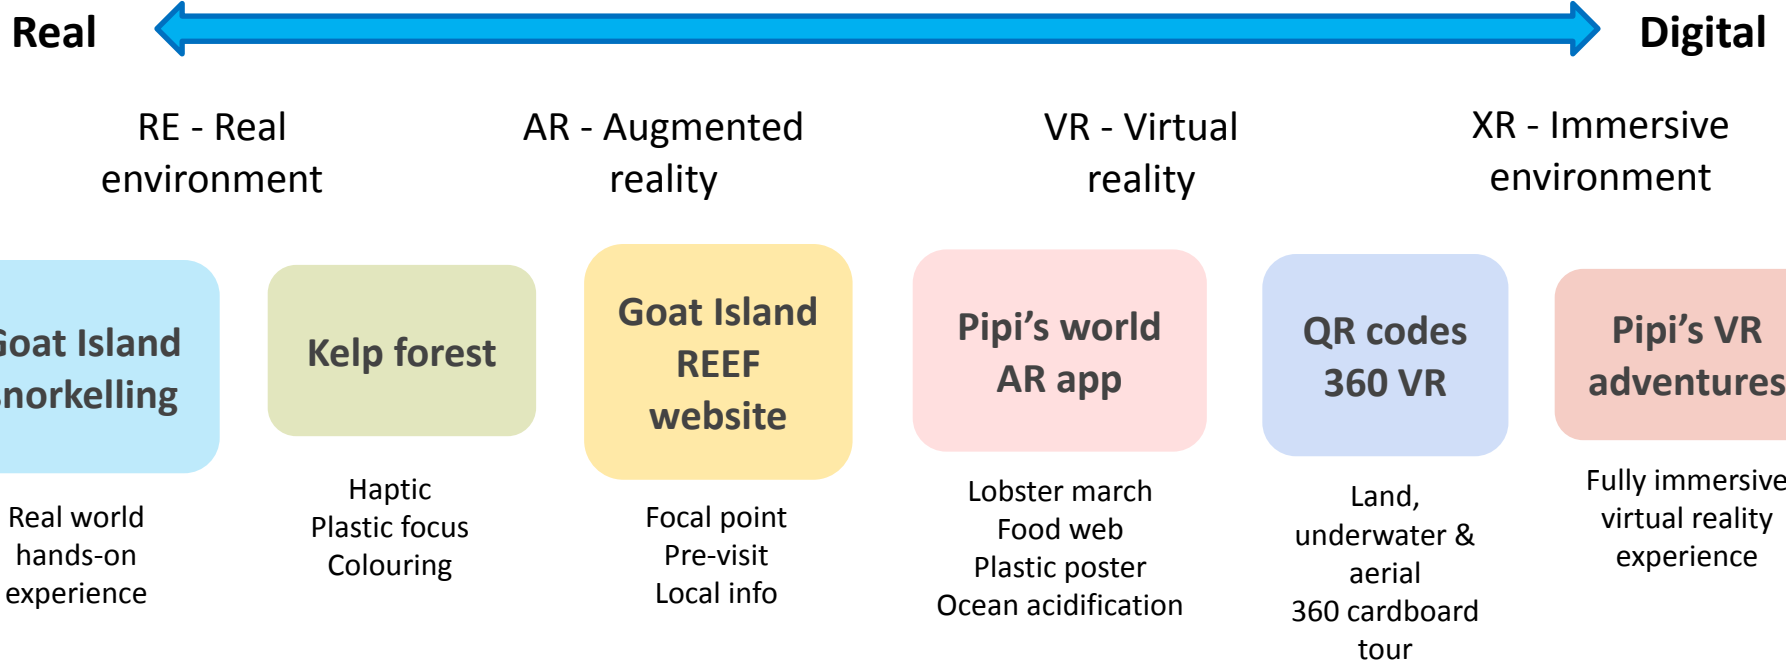 Real
Digital
RE - Real
environment
AR - Augmented
reality
VR - Virtual
reality
XR - Immersive
environment
Goat Island
snorkelling
Kelp forest
Goat Island
REEF
website
Pipi’s world
AR app
QR codes
360 VR
Pipi’s VR
adventures
Real world
hands-on
experience
Haptic
Plastic focus
Colouring
Focal point
Pre-visit
Local info
Lobster march
Food web
Plastic poster
Ocean acidification
Land,
underwater &
aerial
360 cardboard
tour
Fully immersive
virtual reality
experience